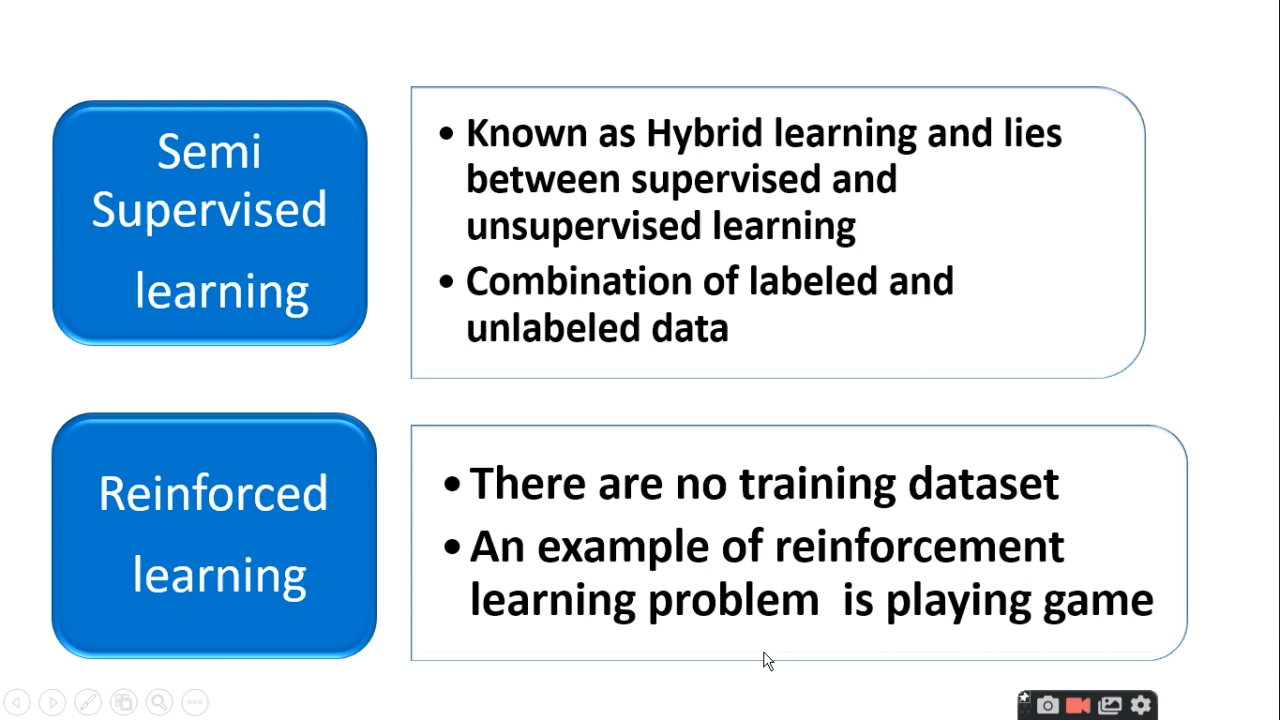 Semi
Supervised
learning
• Known as Hybrid learning and lies
between supervised and
unsupervised learning
• Combination of labeled and
unlabeled data
Reinforced
learning
• There are no training dataset
• An example of reinforcement
learning problem  is playing game